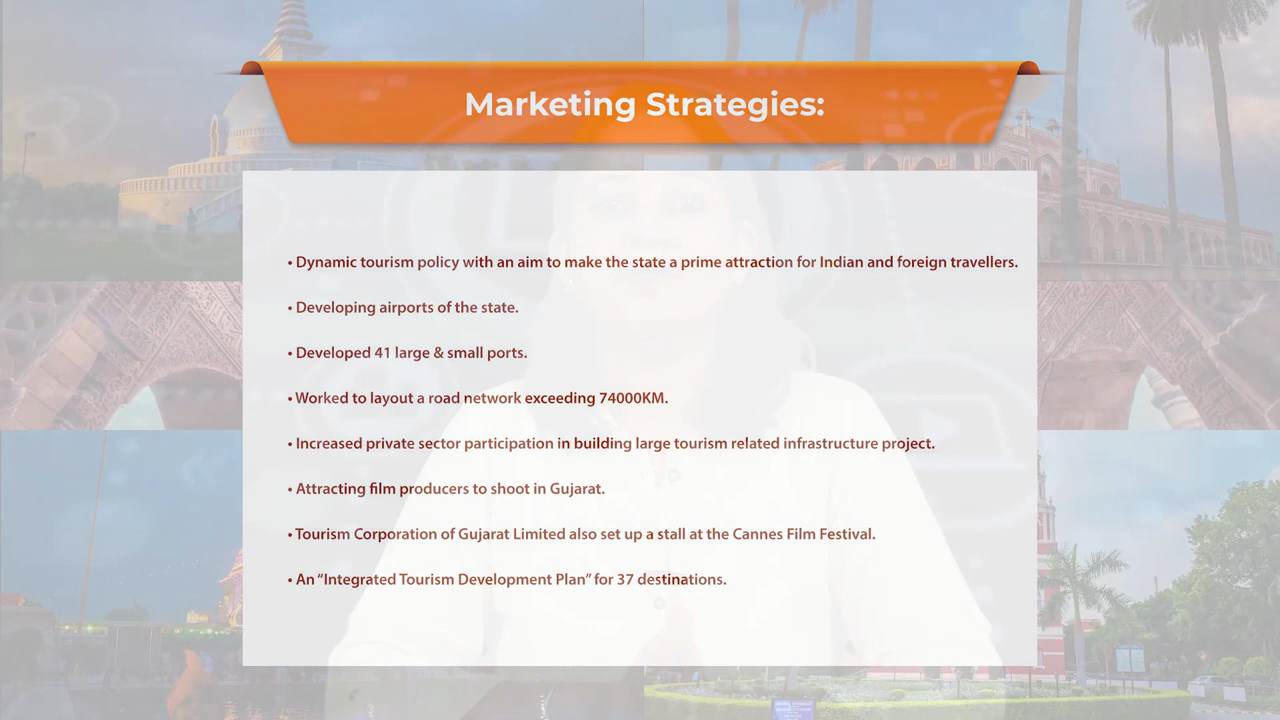 Marketing Strategies:
• Dynamic tourism policy with an aim to make the state a prime attraction for Indian and foreign travellers.
• Developing airports of the state.
• Developed 41 large & small ports.
• Worked to layout a road network exceeding 74000KM.
• Increased private sector participation in building large tourism related infrastructure project.
• Attracting film producers to shoot in Gujarat.
• Tourism Corporation of Gujarat Limited also set up a stall at the Cannes Film Festival.
• An “Integrated Tourism Development Plan” for 37 destinations.